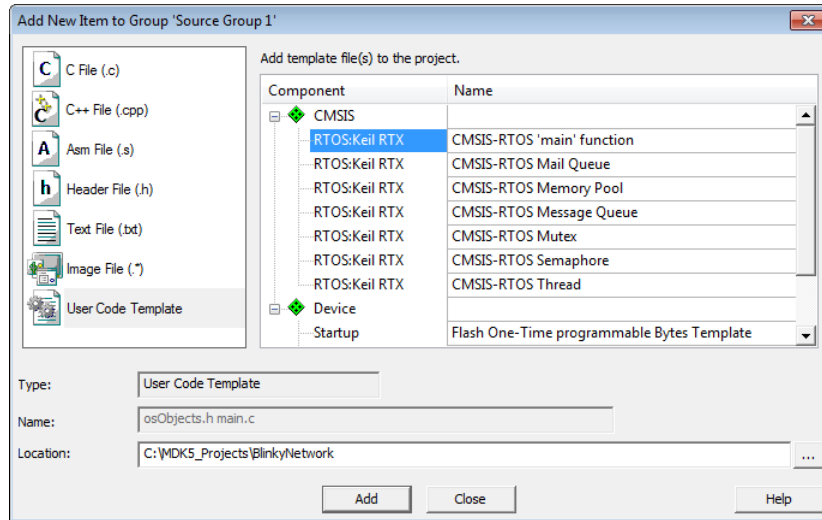 Add New Item to Group 'Source Group 1'
C File (.c)
C++ File (.cpp)
Asm File (.s)
Header File (.h)
Text File (.txt)
Image File (.*)
User Code Template
Add template file(s) to the project.
Component Name
CMSIS
RTOS:Keil RTX CMSIS-RTOS 'main' function
RTOS:Keil RTX CMSIS-RTOS Mail Queue
RTOS:Keil RTX CMSIS-RTOS Memory Pool
RTOS:Keil RTX CMSIS-RTOS Message Queue
RTOS:Keil RTX CMSIS-RTOS Mutex
RTOS:Keil RTX CMSIS-RTOS Semaphore
RTOS:Keil RTX CMSIS-RTOS Thread
Device
Startup Flash One-Time programmable Bytes Template
Type: User Code Template
Name: osObjects.h main.c
Location: C:\MDK5_Projects\BlinkyNetwork ...
Add Close Help